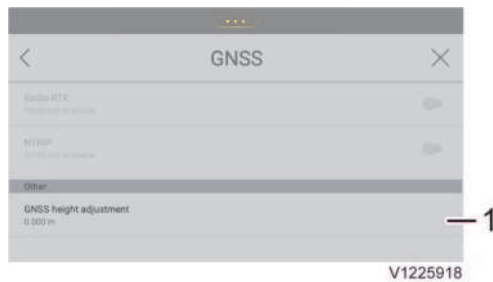 GNSS
Radio RTK
NTRIP
Other
GNSS height adjustment
0.000 m
1
V1225918